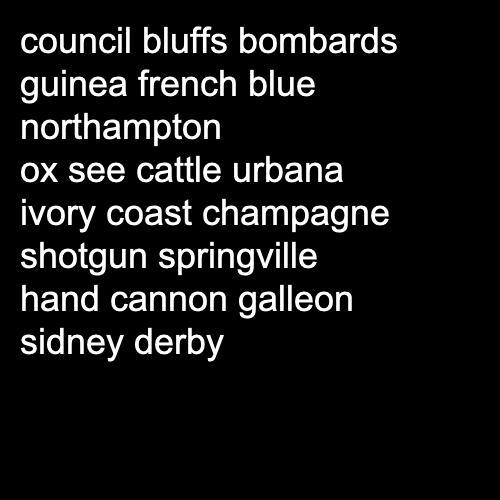 council bluffs bombards
guinea french blue
northampton
ox see cattle urbana
ivory coast champagne
shotgun springville
hand cannon galleon
sidney derby